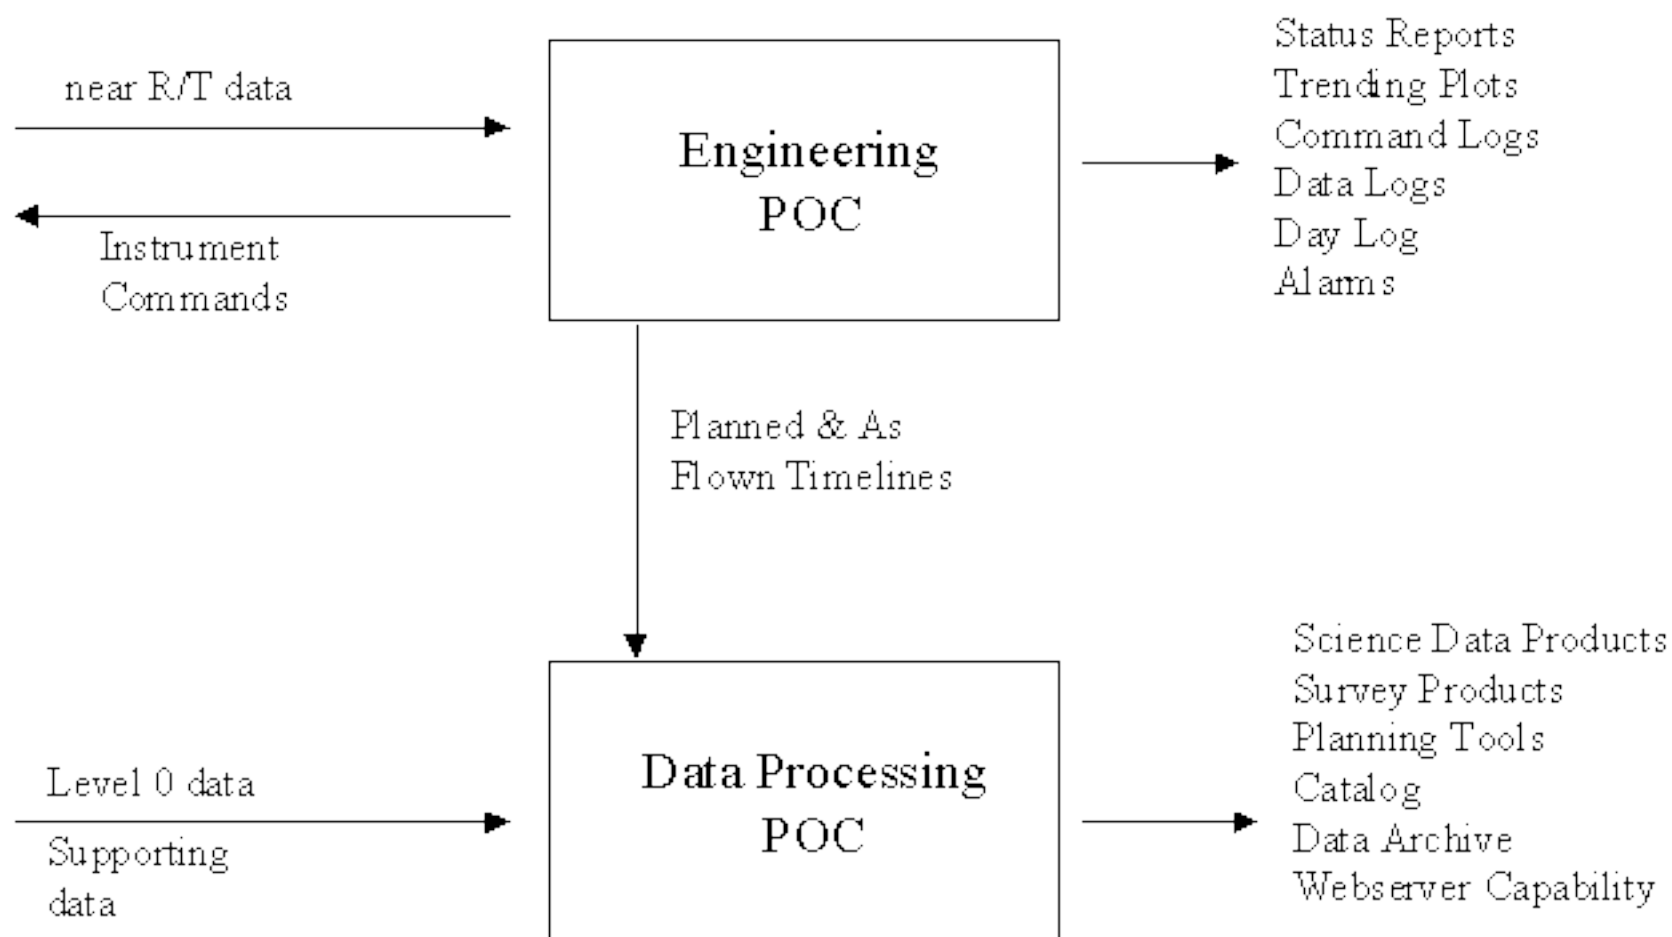 near R/T data
Instrument
Commands
Engineering
POC
Status Reports
Trending Plots
Command Logs
Data Logs
Day Log
Alarms
Planned & As
Flown Timelines
Level 0 data
Supporting
data
Data Processing
POC
Science Data Products
Survey Products
Planning Tools
Catalog
Data Archive
Webserver Capability